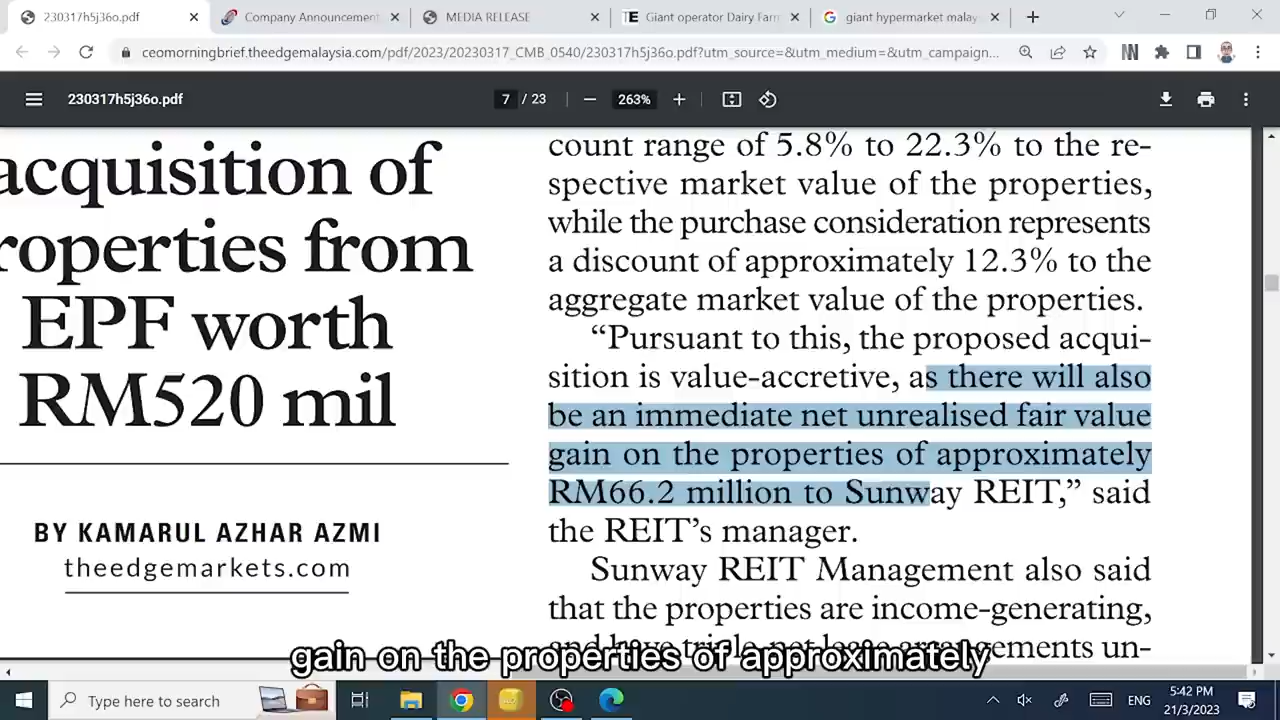 230317h5j36o.pdf
Company Announcement
MEDIA RELEASE
Giant operator Dairy Farm
giant hypermarket malay
ceomorningbrief.theedgemalaysia.com/pdf/2023/20230317_CMB_0540/230317h5j36o.pdf?utm_source=&utm_medium=&utm_campaign...
230317h5j36o.pdf
7 / 23
263%
acquisition of
roperties from
EPF worth
RM520 mil
BY KAMARUL AZHAR AZMI
theedgemarkets.com
count range of 5.8% to 22.3% to the re-
spective market value of the properties,
while the purchase consideration represents
a discount of approximately 12.3% to the
aggregate market value of the properties.
“Pursuant to this, the proposed acqui-
sition is value-accretive, as there will also
be an immediate net unrealised fair value
gain on the properties of approximately
RM66.2 million to Sunway REIT,” said
the REIT’s manager.
Sunway REIT Management also said
that the properties are income-generating,
and have triple net lease arrangements un-
gain on the properties of approximately
Type here to search
ENG
5:42 PM
21/3/2023